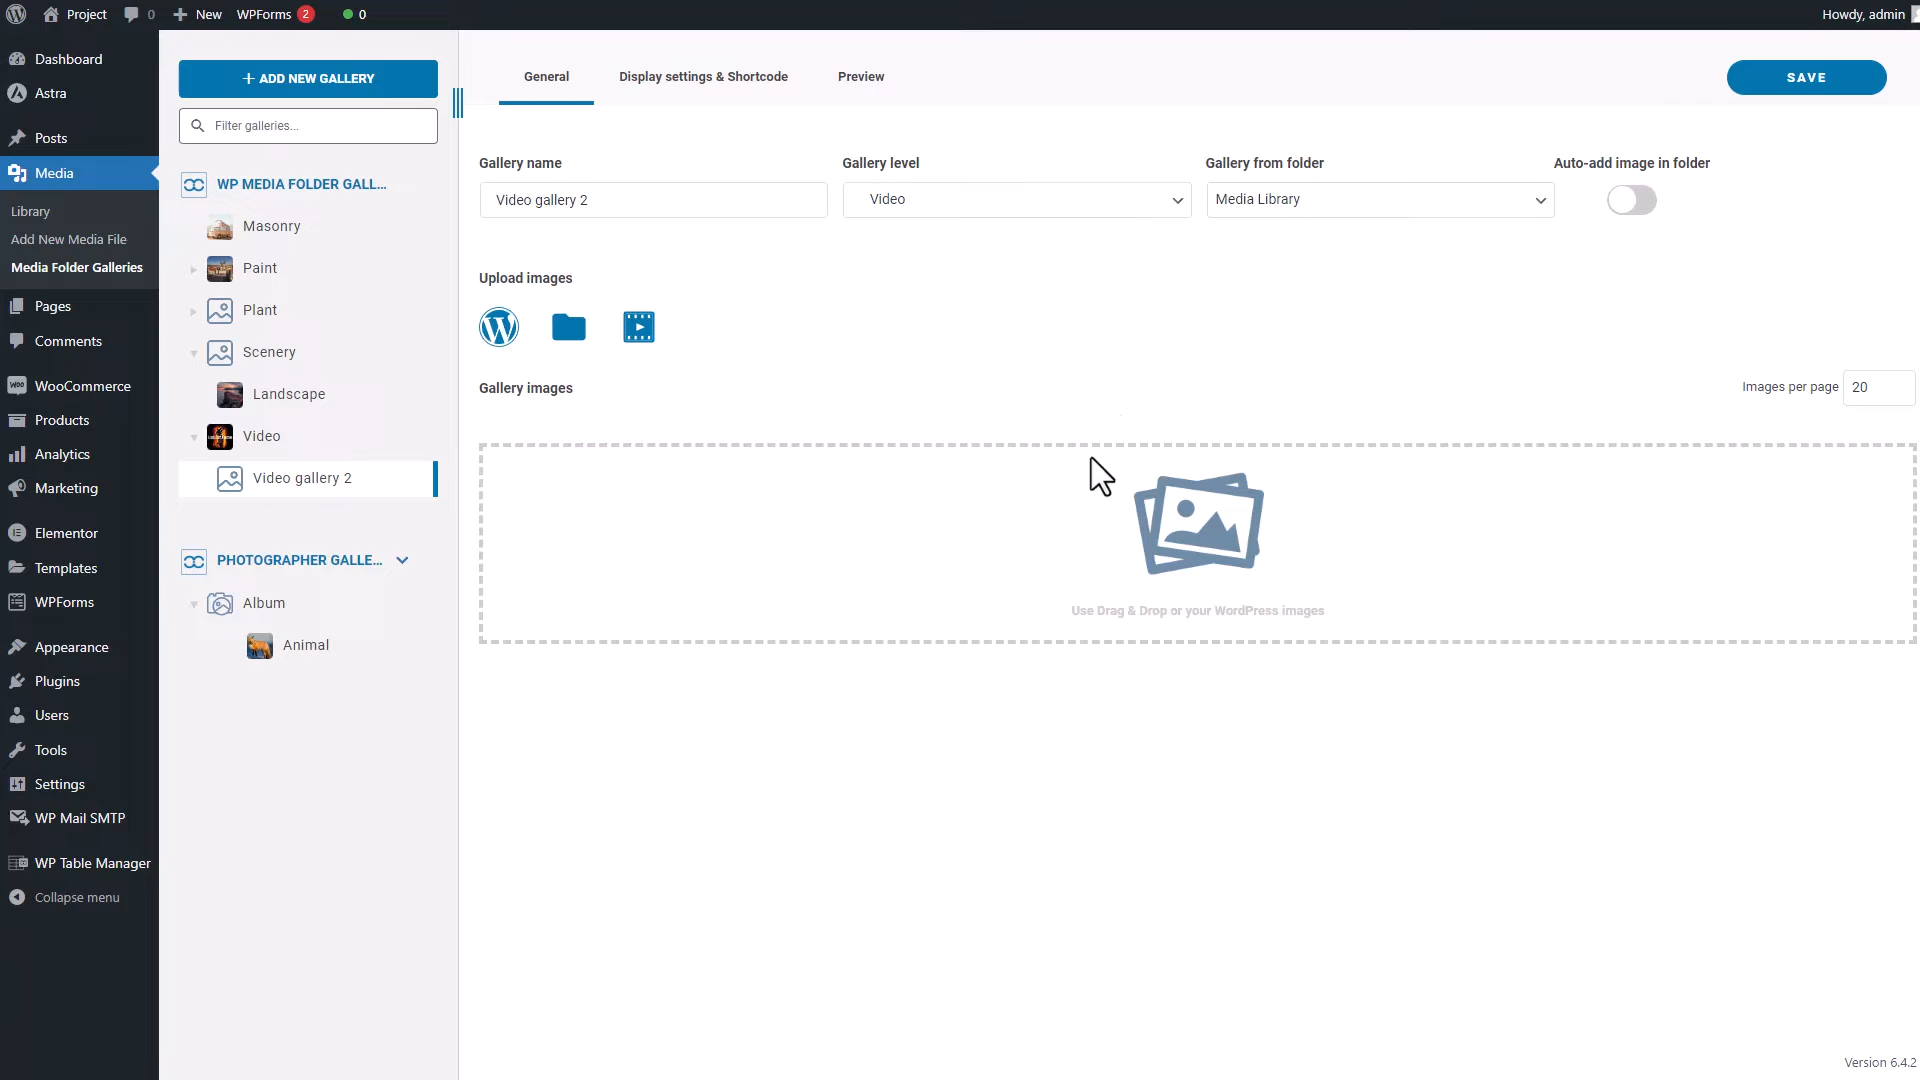 Project
0
New
WPForms 2
0
Howdy, admin
Dashboard
Astra
Posts
Media
Library
Add New Media File
Media Folder Galleries
Pages
Comments
WooCommerce
Products
Analytics
Marketing
Elementor
Templates
WPForms
Appearance
Plugins
Users
Tools
Settings
WP Mail SMTP
WP Table Manager
Collapse menu
ADD NEW GALLERY
Filter galleries...
WP MEDIA FOLDER GALL...
Masonry
Paint
Plant
Scenery
Landscape
Video
Video gallery 2
PHOTOGRAPHER GALLE...
Album
Animal
General
Display settings & Shortcode
Preview
SAVE
Gallery name
Gallery level
Gallery from folder
Auto-add image in folder
Video gallery 2
Video
Media Library
Upload images
Gallery images
Images per page
20
Use Drag & Drop or your WordPress images
Version 6.4.2